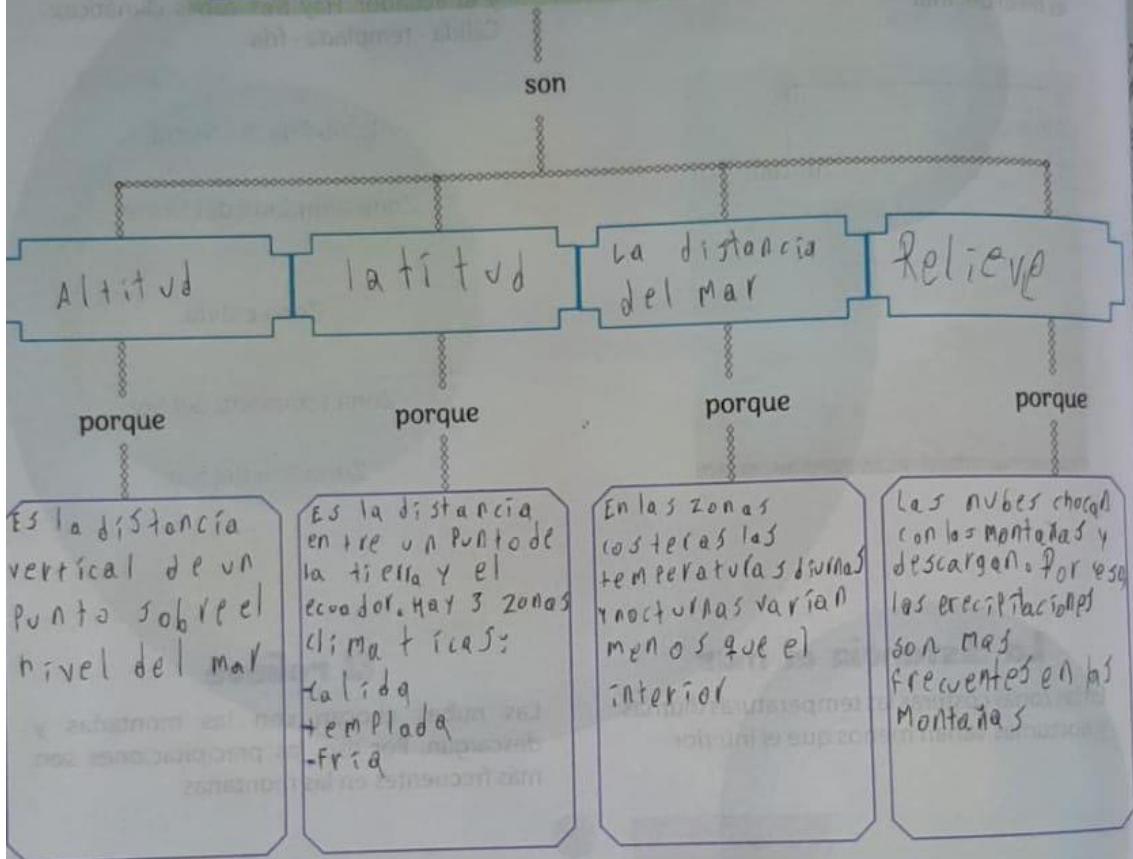 son
Altitud
latitud
La distancia
del mar
Relieve
porque
porque
porque
porque
Es la distancia
vertical de un
Punto sobre el
nivel del mar
Es la distancia
entre un Punto de
la tierra y el
ecuador. Hay 3 zonas
climaticas:
-calida
-templada
-fría
En las zonas
costeras las
temperaturas diurnas
y nocturnas varían
menos que el
interior
Las nubes chocan
con las montañas y
descargan. Por eso
las erecipitaciones
son mas
frecuentes en las
Montañas